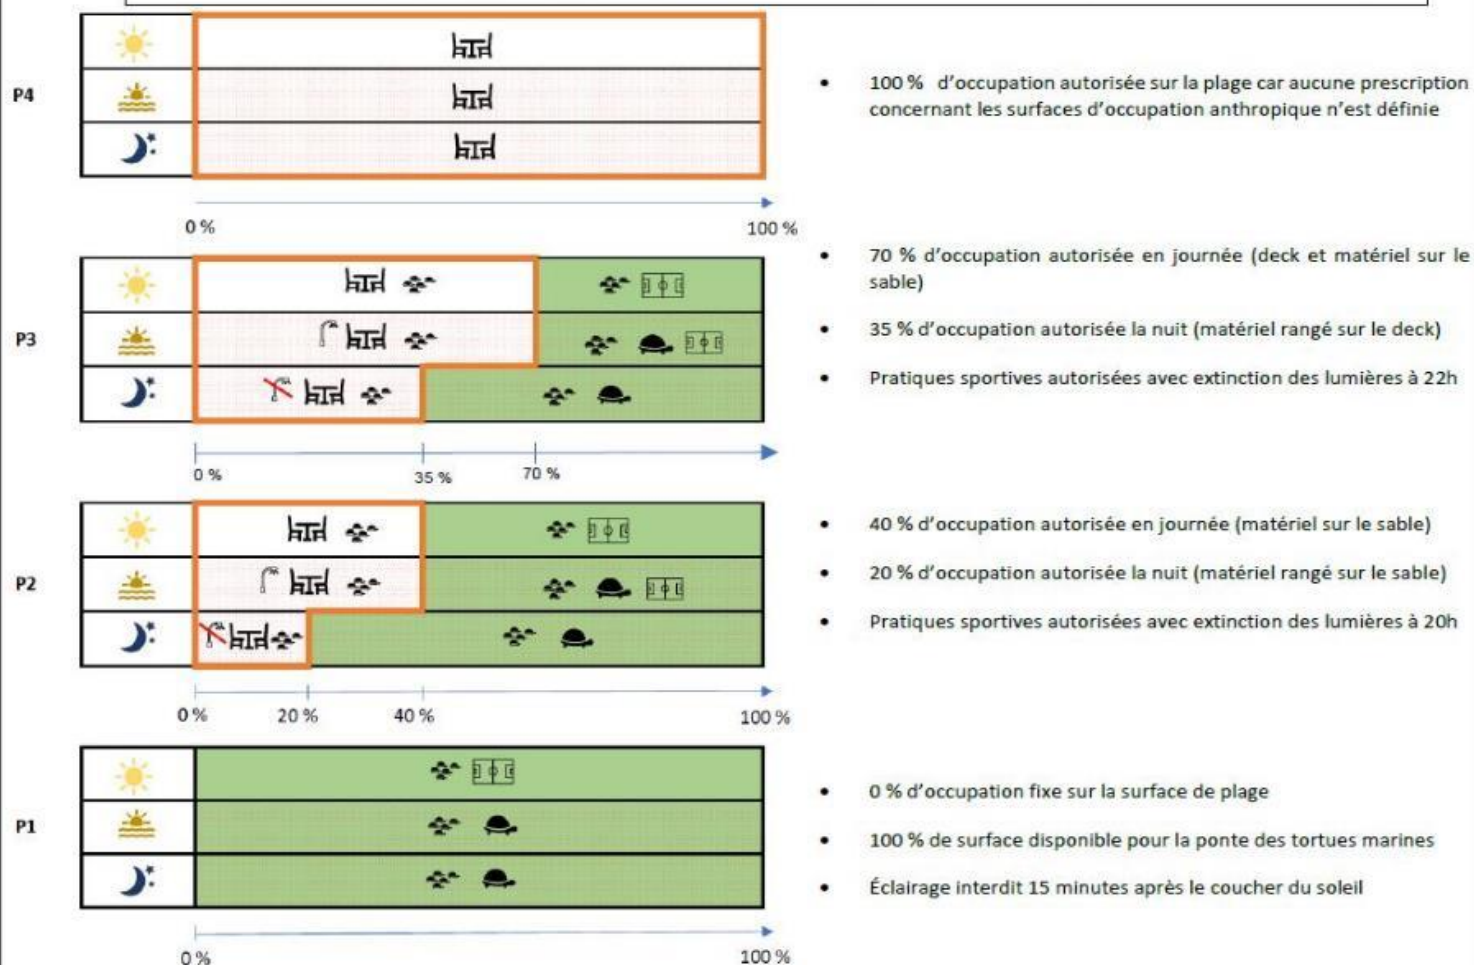 P4
• 100 % d'occupation autorisée sur la plage car aucune prescription
concernant les surfaces d'occupation anthropique n'est définie
0 % 100 %
P3
• 70 % d'occupation autorisée en journée (deck et matériel sur le
sable)
• 35 % d'occupation autorisée la nuit (matériel rangé sur le deck)
• Pratiques sportives autorisées avec extinction des lumières à 22h
0 % 35 % 70 %
P2
• 40 % d'occupation autorisée en journée (matériel sur le sable)
• 20 % d'occupation autorisée la nuit (matériel rangé sur le sable)
• Pratiques sportives autorisées avec extinction des lumières à 20h
0 % 20 % 40 % 100 %
P1
• 0 % d'occupation fixe sur la surface de plage
• 100 % de surface disponible pour la ponte des tortues marines
• Éclairage interdit 15 minutes après le coucher du soleil
0 % 100 %